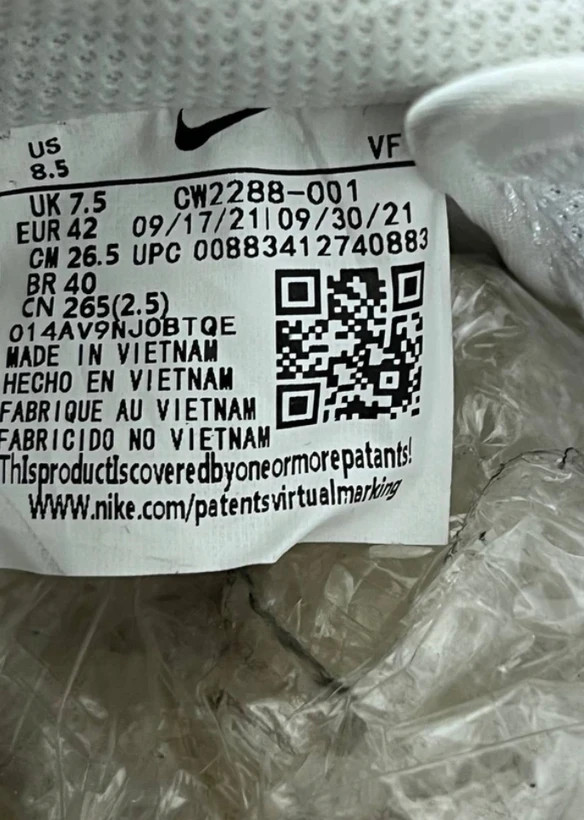 US
8.5
VF
UK 7.5 CW2288-001
EUR 42 09/17/21|09/30/21
CM 26.5 UPC 00883412740883
BR 40
CN 265(2.5)
014AV9NJOBTQE
MADE IN VIETNAM
HECHO EN VIETNAM
FABRIQUE AU VIETNAM
FABRICIDO NO VIETNAM
ThIsproductIscoveredbyoneormorepatants!
WWW.nike.com/patentsvirtualmarking